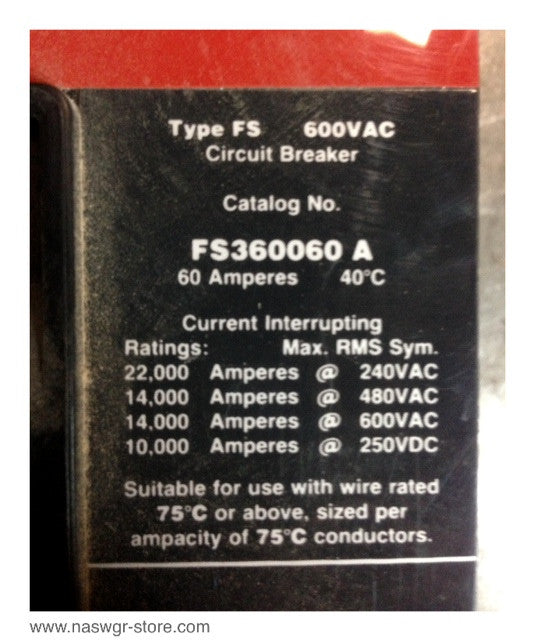 Type FS 600VAC
Circuit Breaker
Catalog No.
FS360060 A
60 Amperes 40°C
Current Interrupting
Ratings: Max. RMS Sym.
22,000 Amperes @ 240VAC
14,000 Amperes @ 480VAC
14,000 Amperes @ 600VAC
10,000 Amperes @ 250VDC
Suitable for use with wire rated
75°C or above, sized per
ampacity of 75°C conductors.
www.naswgr-store.com